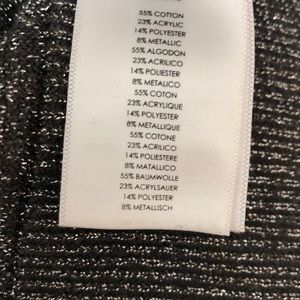 55% COTTON
23% ACRYLIC
14% POLYESTER
8% METALLIC
55% ALGODON
23% ACRILICO
14% POLIESTER
8% METALICO
55% COTON
23% ACRYLIQUE
14% POLYESTER
8% METALLIQUE
55% COTONE
23% ACRILICO
14% POLIESTERE
8% MATALLICO
55% BAUMWOLLE
23% ACRYLSAUER
14% POLYESTER
8% METALLISCH